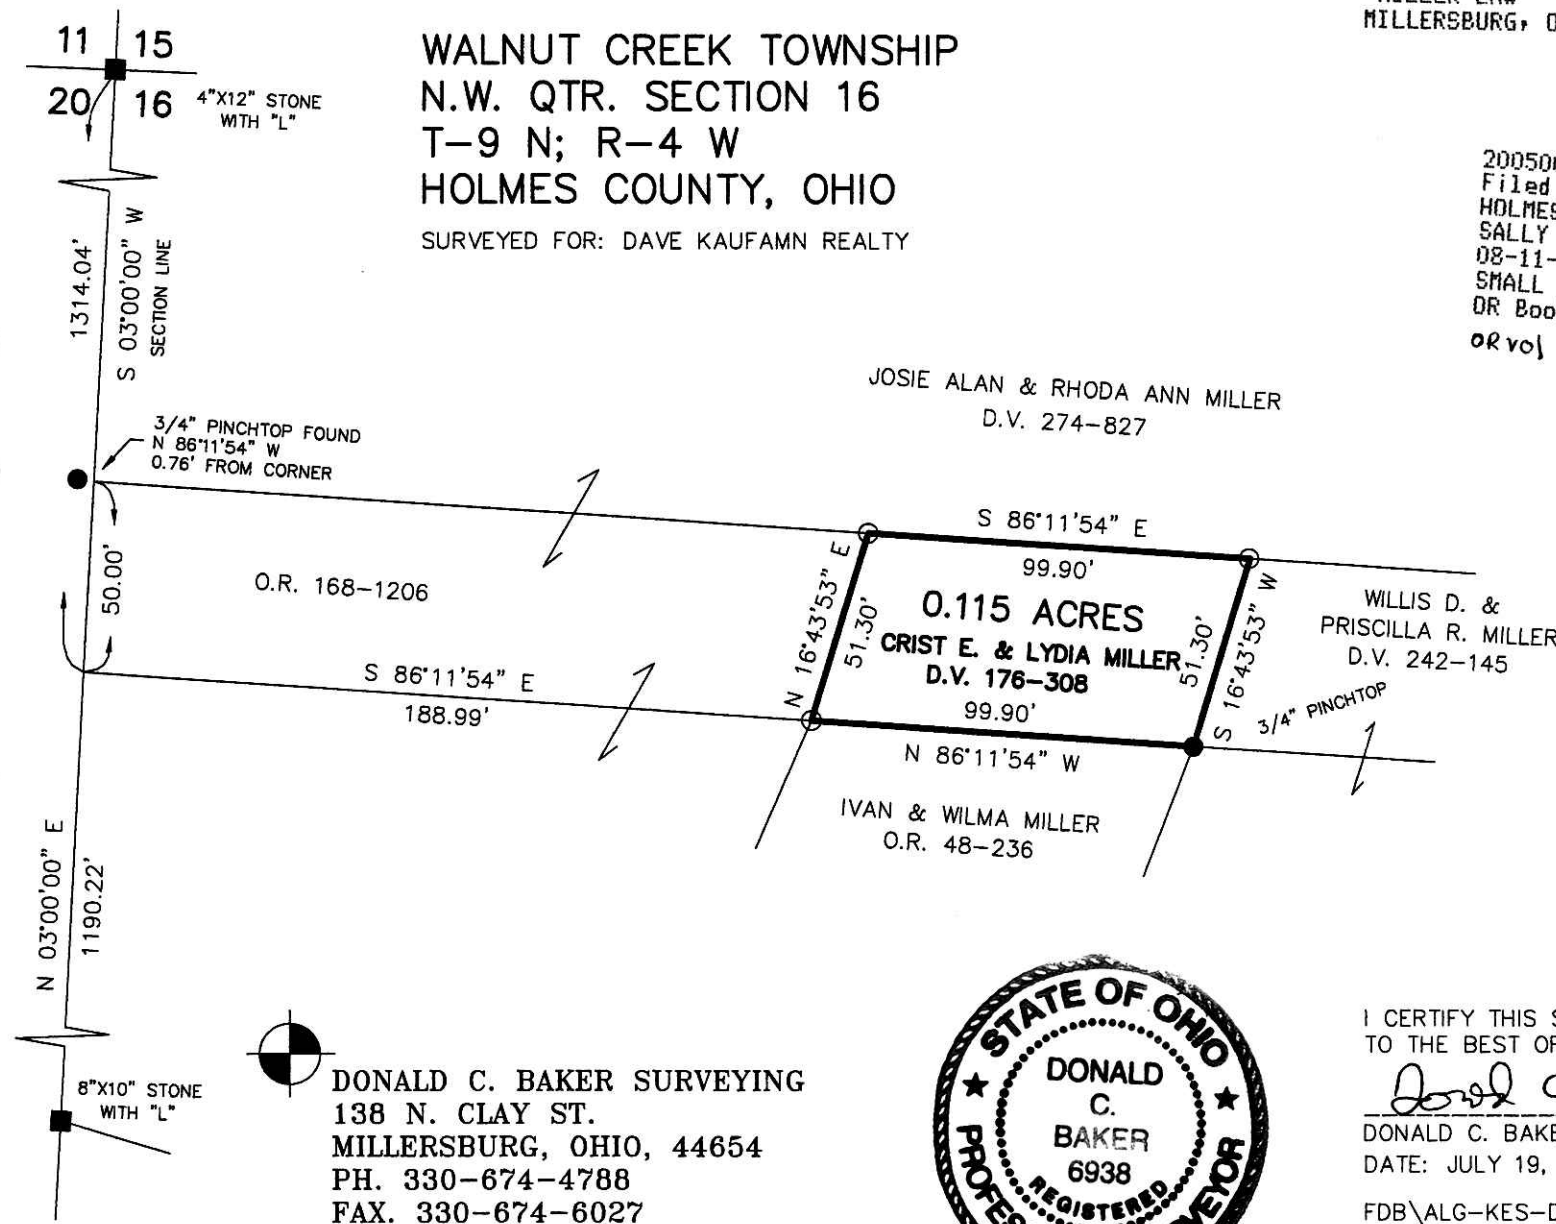 MILLERSBURG,
11 15
20 16
4"X12" STONE
WITH "L"
WALNUT CREEK TOWNSHIP
N.W. QTR. SECTION 16
T-9 N; R-4 W
HOLMES COUNTY, OHIO
SURVEYED FOR: DAVE KAUFAMN REALTY
Filed
SALLY
SMALL
OR vol
1314.04'
S 03°00'00" W
SECTION LINE
3/4" PINCHTOP FOUND
N 86°11'54" W
0.76' FROM CORNER
JOSIE ALAN & RHODA ANN MILLER
D.V. 274-827
50.00'
O.R. 168-1206
S 86°11'54" E
99.90'
N 16°43'53" E
51.30'
0.115 ACRES
CRIST E. & LYDIA MILLER
D.V. 176-308
99.90'
N 86°11'54" W
51.30'
S 16°43'53" W
WILLIS D. &
PRISCILLA R. MILLER
D.V. 242-145
3/4" PINCHTOP
S 86°11'54" E
188.99'
IVAN & WILMA MILLER
O.R. 48-236
N 03°00'00" E
1190.22'
8"X10" STONE
WITH "L"
DONALD C. BAKER SURVEYING
138 N. CLAY ST.
MILLERSBURG, OHIO, 44654
PH. 330-674-4788
FAX. 330-674-6027
STATE OF OHIO
DONALD
C.
BAKER
6938
REGISTERED
I CERTIFY THIS
TO THE BEST OF
DONALD C.
DATE: JULY 19,